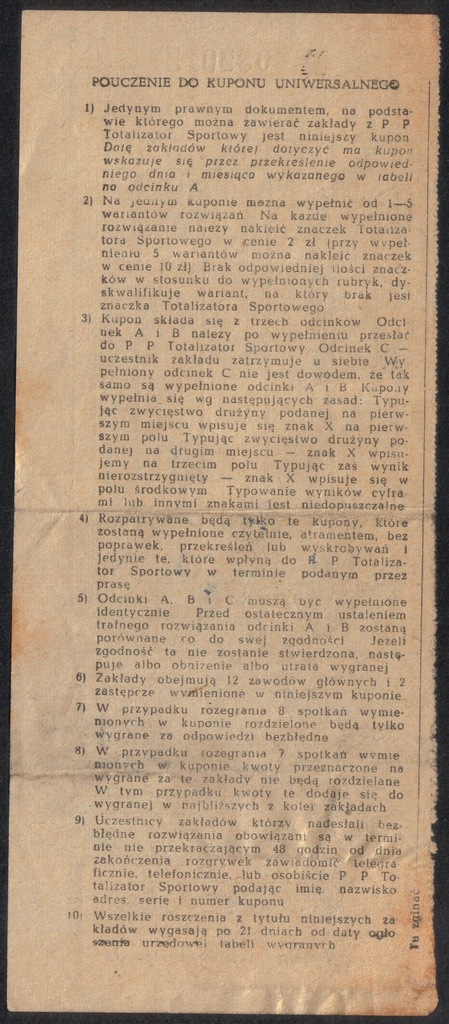 POUCZENIE DO KUPONU UNIWERSALNEGO
1) Jedynym prawnym dokumentem, na podsta-
wie którego można zawierać zakłady z P P
Totalizator Sportowy jest niniejszy kupon
Datę zakładów której dotyczyć ma kupon
wskazuje się przez przekreślenie odpowied-
niego dnia i miesiąca wykazanego w tabeli
na odcinku A
2) Na jednym kuponie można wypełnić od 1—5
wariantów rozwiązań Na każde wypełnione
rozwiązanie należy nakleić znaczek Totaliza-
tora Sportowego w cenie 2 zł (przy wypeł-
nieniu 5 wariantów można nakleić znaczek
w cenie 10 zł) Brak odpowiedniej ilości znacz-
ków w stosunku do wypełnionych rubryk, dy-
skwalifikuje wariant, na który brak jest
znaczka Totalizatora Sportowego
3) Kupon składa się z trzech odcinków Odci-
nek A i B należy po wypełnieniu przesłać
do P P Totalizator Sportowy Odcinek C —
uczestnik zakładu zatrzymuje u siebie Wy
pełniony odcinek C nie jest dowodem, że tak
samo są wypełnione odcinki A i B Kupony
wypełnia się wg następujących zasad: Typu-
jąc zwycięstwo drużyny podanej na pierw-
szym miejscu wpisuje się znak X na pierw-
szym polu Typując zwycięstwo drużyny po-
danej na drugim miejscu — znak X wpisu-
jemy na trzecim polu Typując zaś wynik
nierozstrzygnięty — znak X wpisuje się w
polu środkowym Typowanie wyników cyfra-
mi lub innymi znakami jest niedopuszczalne
4) Rozpatrywane będą tylko te kupony, które
zostaną wypełnione czytelnie, atramentem, bez
poprawek, przekreśleń lub wyskrobywań i
jedynie te, które wpłyną do P. P Totaliza-
tor Sportowy w terminie podanym przez
prasę
5) Odcinki A, B i C muszą być wypełnione
identycznie Przed ostatecznym ustaleniem
trafnego rozwiązania odcinki A i B zostaną
porównane co do swej zgodności Jeżeli
zgodność ta nie zostanie stwierdzona, nastę-
puje albo obniżenie albo utrata wygranej
6) Zakłady obejmują 12 zawodów głównych i 2
zastępcze wymienione w niniejszym kuponie
7) W przypadku rozegrania 8 spotkań wymie-
nionych w kuponie rozdzielone będą tylko
wygrane za odpowiedzi bezbłędne
8) W przypadku rozegrania 7 spotkań wymie
nionych w kuponie kwoty przeznaczone na
wygrane za te zakłady nie będą rozdzielane
W tym przypadku kwoty te dodaje się do
wygranej w najbliższych z kolei zakładach
9) Uczestnicy zakładów którzy nadesłali bez-
błędne rozwiązania obowiązani są w termi-
nie nie przekraczającym 48 godzin od dnia
zakończenia rozgrywek zawiadomić telegra
ficznie, telefonicznie, lub osobiście P P To-
talizator Sportowy podając imię, nazwisko
adres, serię i numer kuponu
10) Wszelkie roszczenia z tytułu niniejszych za
kładów wygasają po 21 dniach od daty ogło
szenia urzędowej tabeli wygranych
Tu zginać